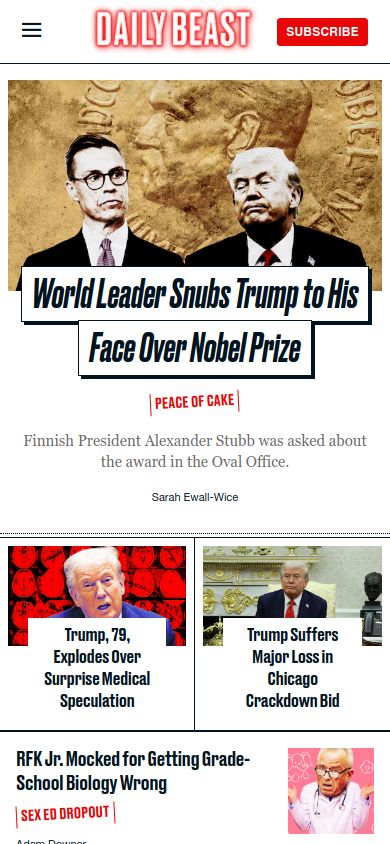 DAILY BEAST
SUBSCRIBE
World Leader Snubs Trump to His
Face Over Nobel Prize
PEACE OF CAKE
Finnish President Alexander Stubb was asked about
the award in the Oval Office.
Sarah Ewall-Wice
Trump, 79,
Explodes Over
Surprise Medical
Speculation
Trump Suffers
Major Loss in
Chicago
Crackdown Bid
RFK Jr. Mocked for Getting Grade-
School Biology Wrong
SEX ED DROPOUT